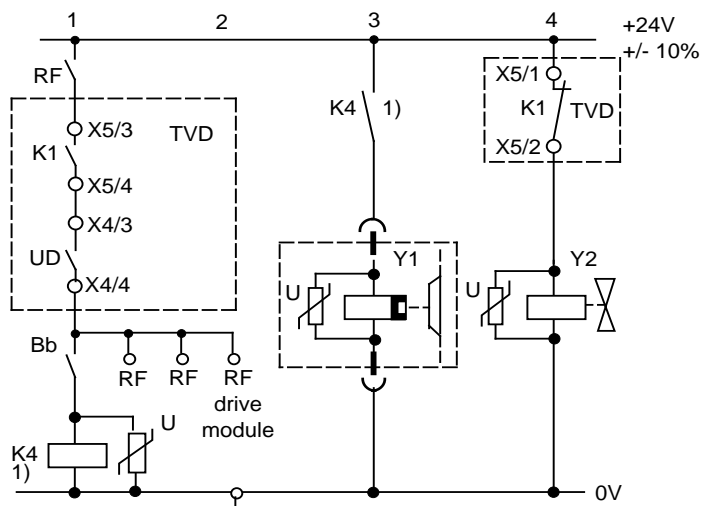 1 2 3 4 +24V
+/- 10%
RF
X5/1
K4 1)
K1 TVD
X5/3 TVD
K1
X5/2
X5/4
X4/3
UD
Y1 Y2
X4/4
U U
Bb
RF RF RF
drive
module
U
K4
1)
0V